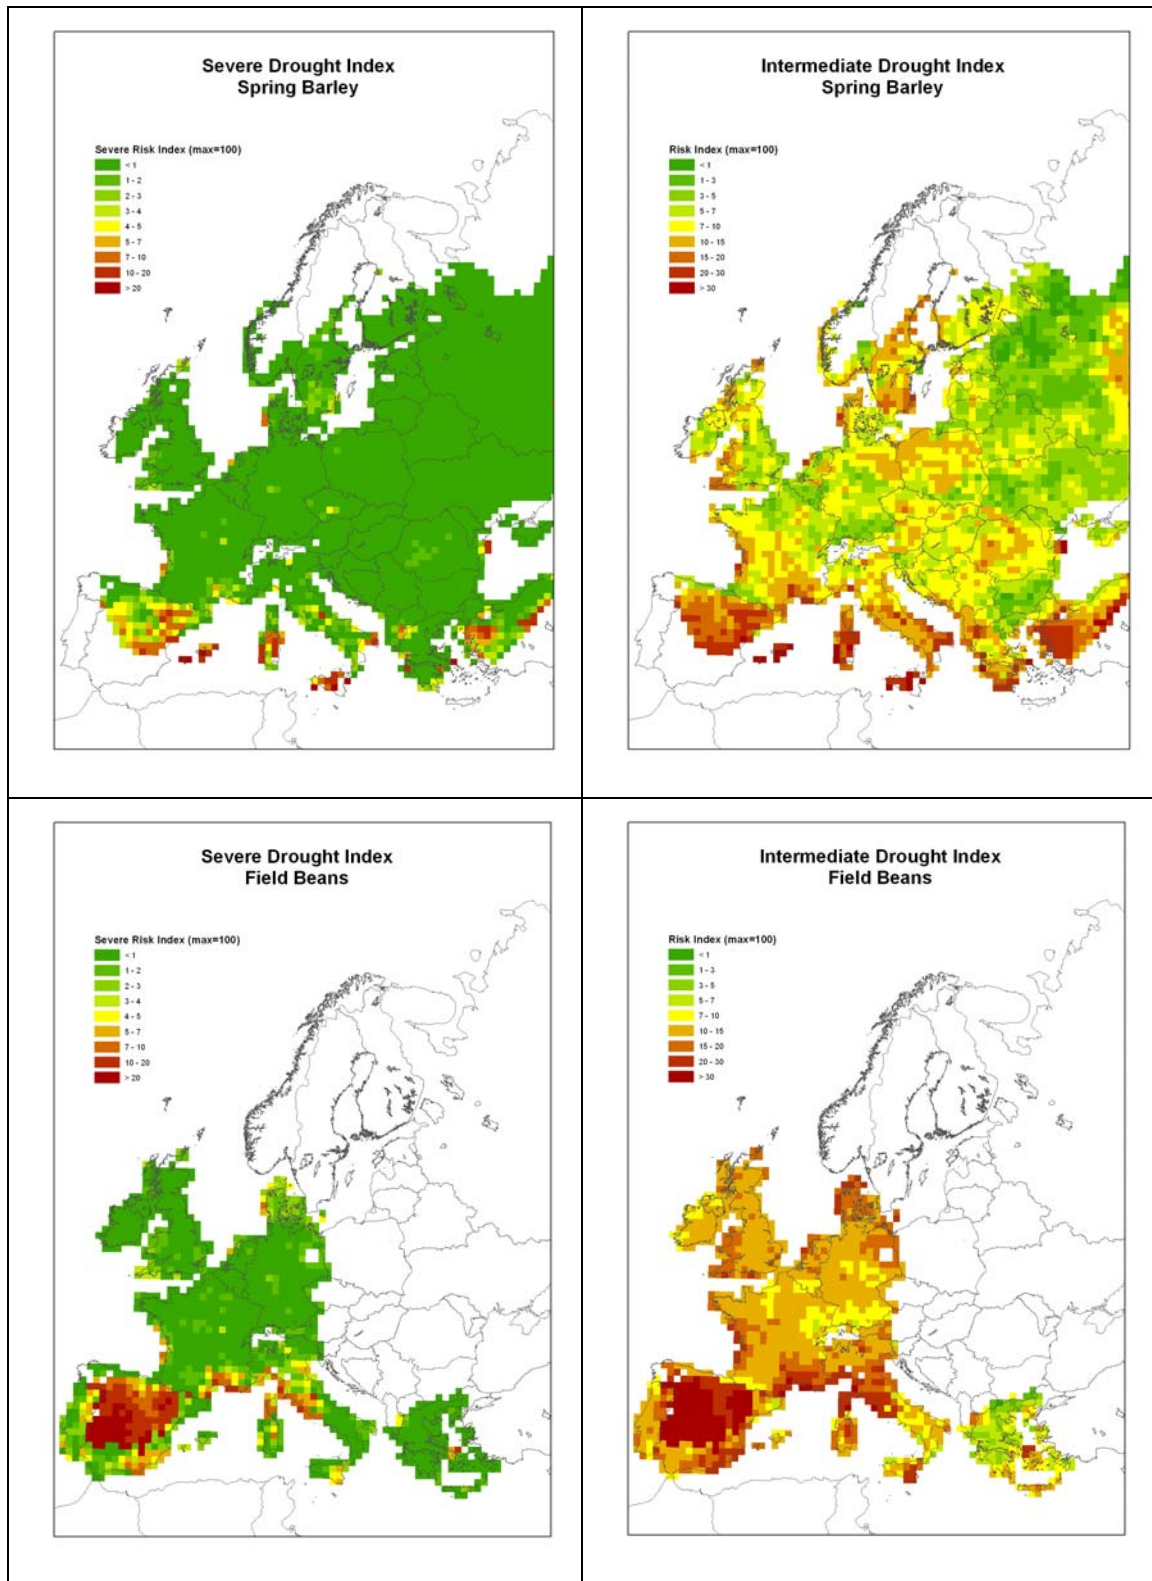 Severe Drought Index
Spring Barley
Severe Risk Index (max=100)
< 1
1 - 2
2 - 3
3 - 4
4 - 5
5 - 7
7 - 10
10 - 20
> 20
Intermediate Drought Index
Spring Barley
Risk Index (max=100)
< 1
1 - 3
3 - 5
5 - 7
7 - 10
10 - 15
15 - 20
20 - 30
> 30
Severe Drought Index
Field Beans
Severe Risk Index (max=100)
< 1
1 - 2
2 - 3
3 - 4
4 - 5
5 - 7
7 - 10
10 - 20
> 20
Intermediate Drought Index
Field Beans
Risk Index (max=100)
< 1
1 - 3
3 - 5
5 - 7
7 - 10
10 - 15
15 - 20
20 - 30
> 30